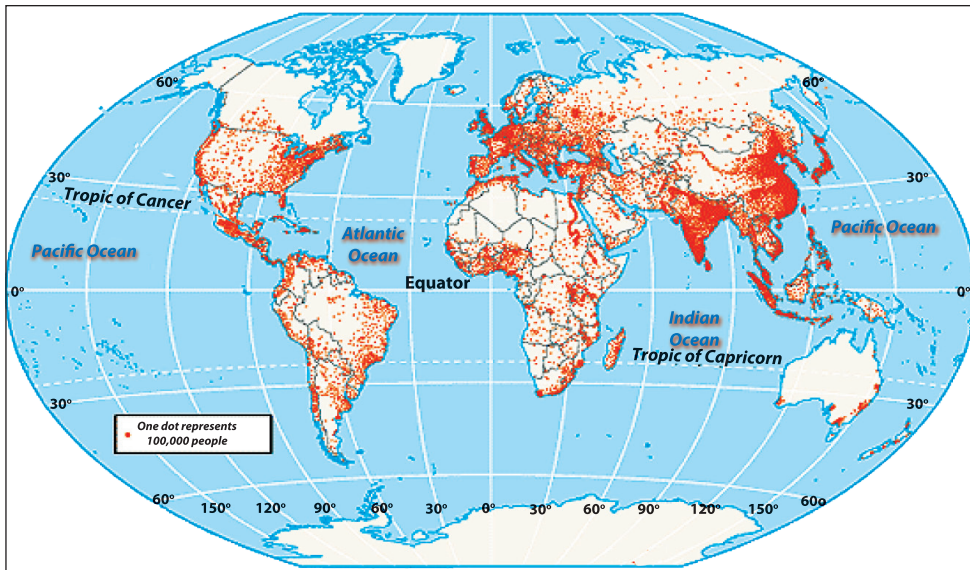 60° 60°
30° 30°
Tropic of Cancer
Pacific Ocean
Atlantic
Ocean
Pacific Ocean
Equator
0° 0°
Indian
Ocean
Tropic of Capricorn
30° 30°
One dot represents
100,000 people
60° 60o
150° 120° 90° 60° 30° 0° 30° 60° 90° 120° 150°